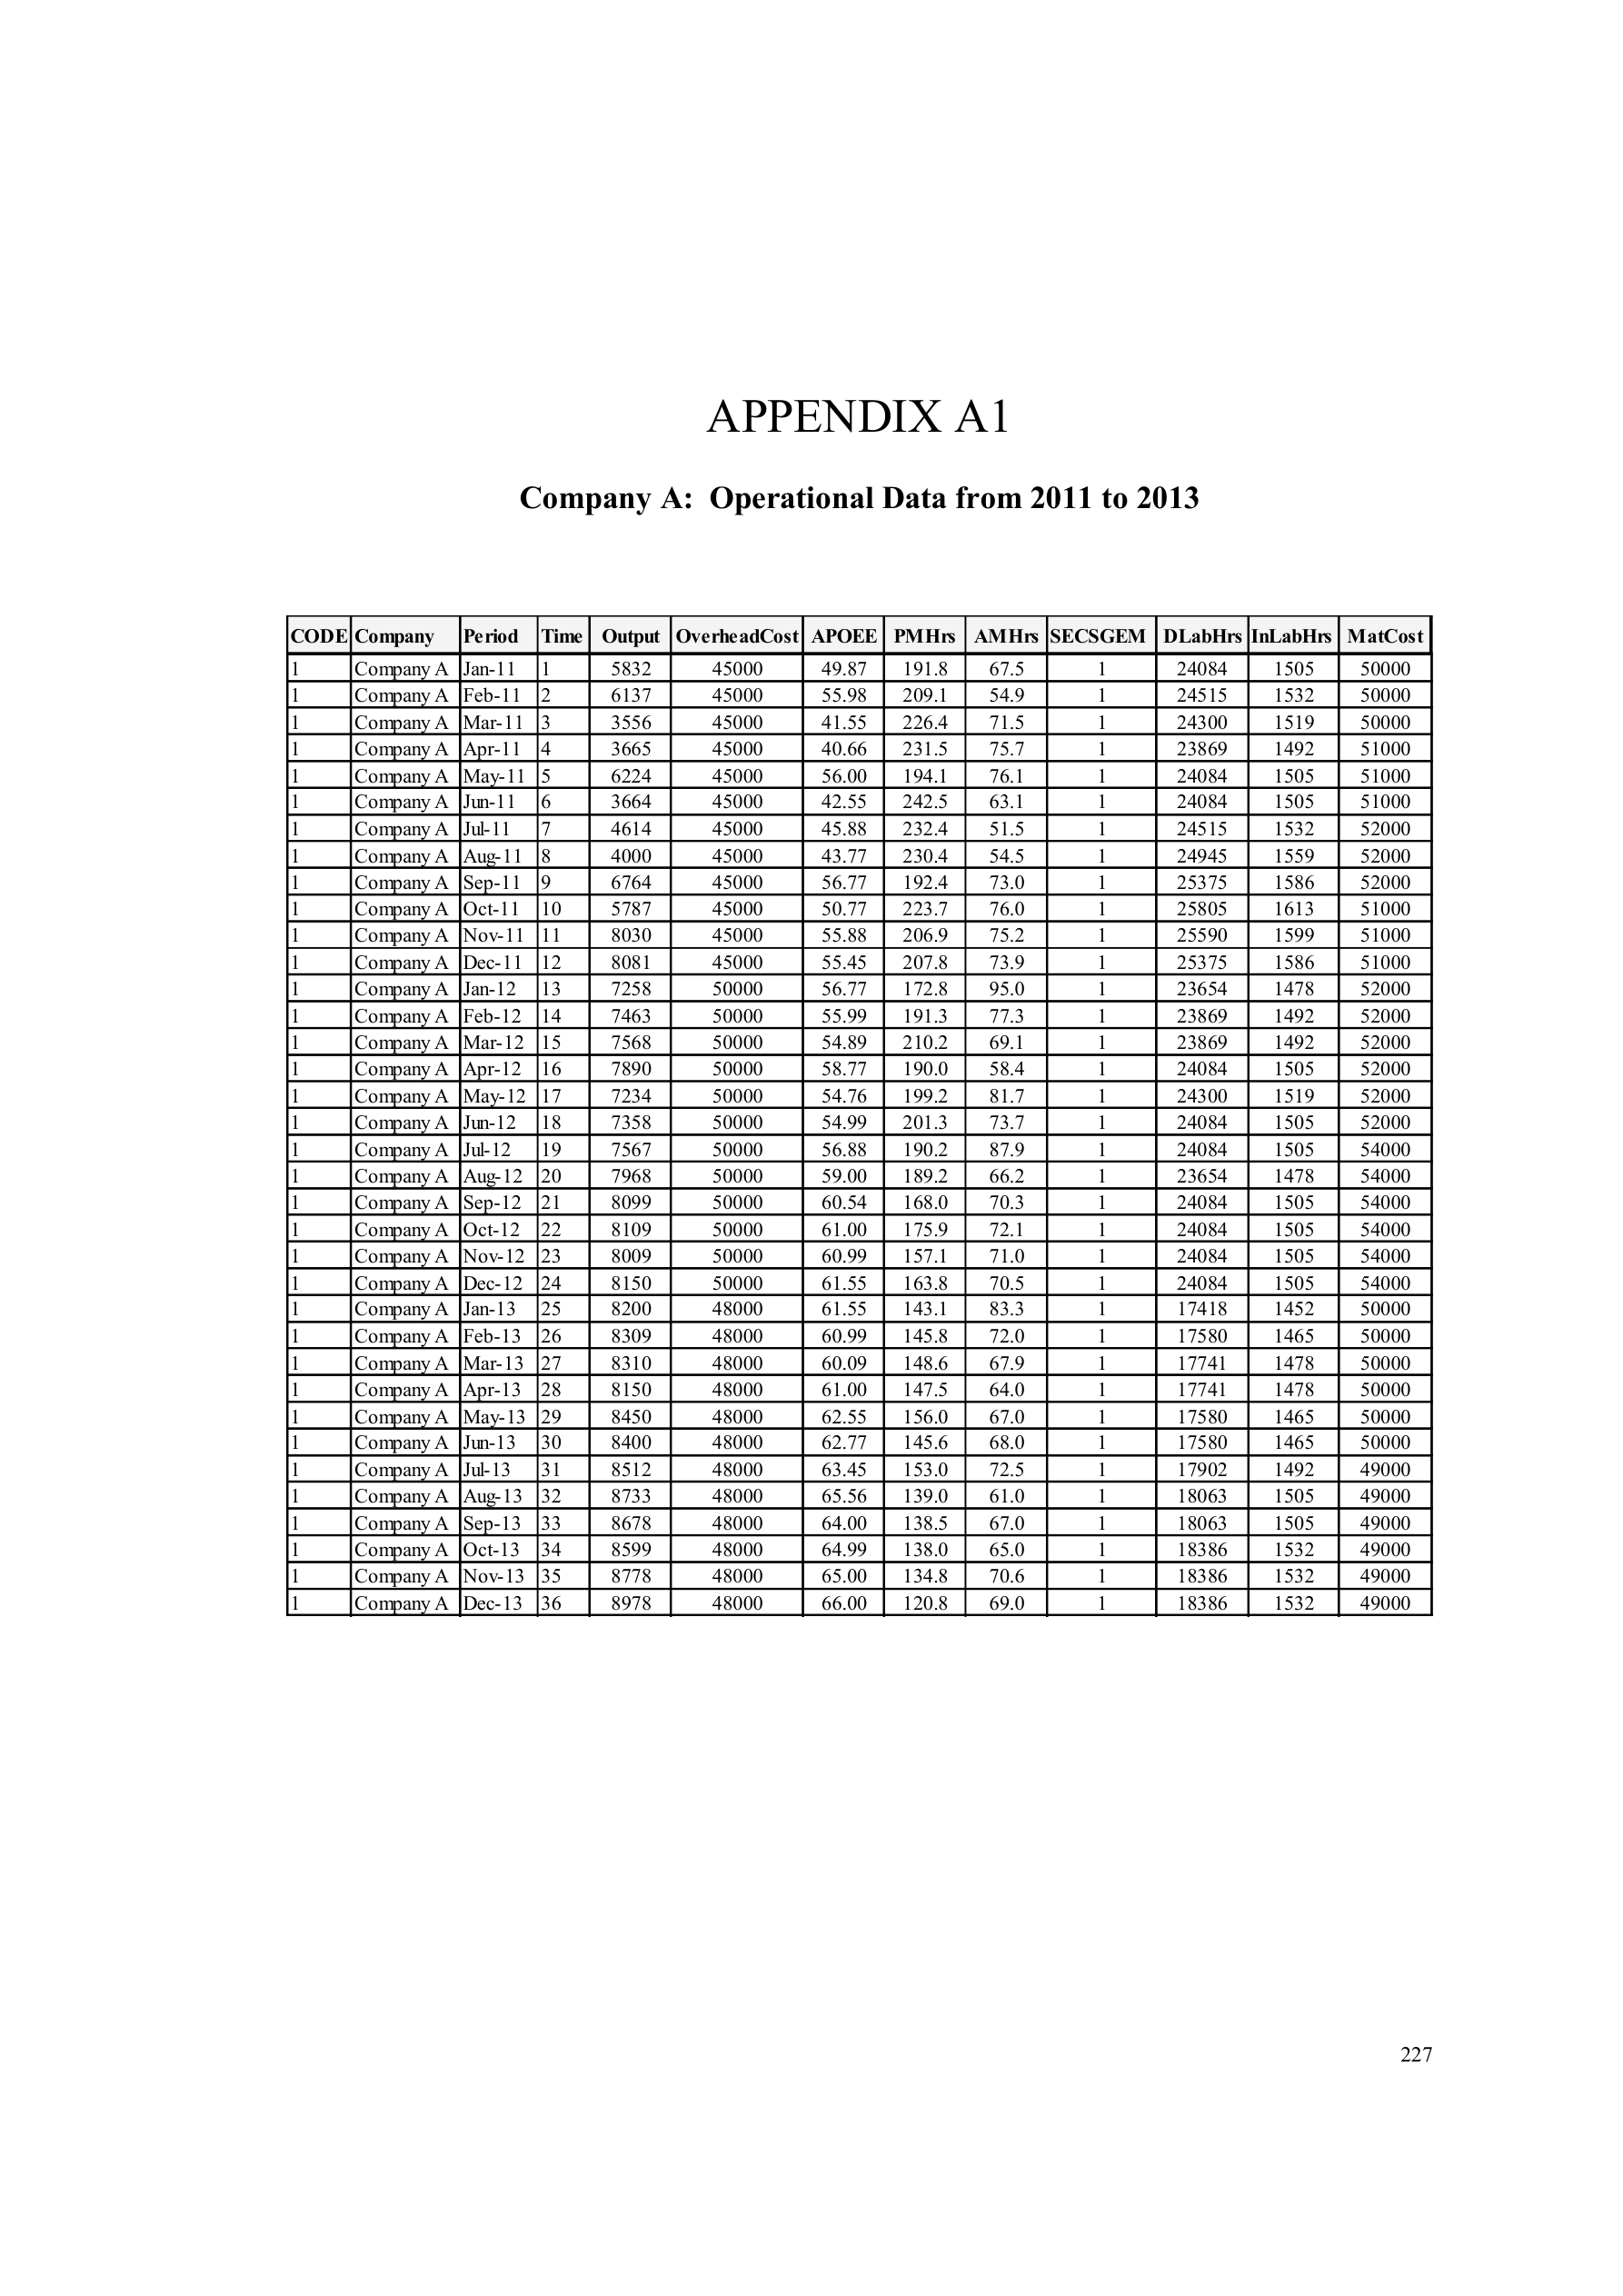 APPENDIX A1
Company A: Operational Data from 2011 to 2013
CODE Company Period Time Output OverheadCost APOEE PMHrs AMHrs SECSGEM DLabHrs InLabHrs MatCost
1 Company A Jan-11 1 5832 45000 49.87 191.8 67.5 1 24084 1505 50000
1 Company A Feb-11 2 6137 45000 55.98 209.1 54.9 1 24515 1532 50000
1 Company A Mar-11 3 3556 45000 41.55 226.4 71.5 1 24300 1519 50000
1 Company A Apr-11 4 3665 45000 40.66 231.5 75.7 1 23869 1492 51000
1 Company A May-11 5 6224 45000 56.00 194.1 76.1 1 24084 1505 51000
1 Company A Jun-11 6 3664 45000 42.55 242.5 63.1 1 24084 1505 51000
1 Company A Jul-11 7 4614 45000 45.88 232.4 51.5 1 24515 1532 52000
1 Company A Aug-11 8 4000 45000 43.77 230.4 54.5 1 24945 1559 52000
1 Company A Sep-11 9 6764 45000 56.77 192.4 73.0 1 25375 1586 52000
1 Company A Oct-11 10 5787 45000 50.77 223.7 76.0 1 25805 1613 51000
1 Company A Nov-11 11 8030 45000 55.88 206.9 75.2 1 25590 1599 51000
1 Company A Dec-11 12 8081 45000 55.45 207.8 73.9 1 25375 1586 51000
1 Company A Jan-12 13 7258 50000 56.77 172.8 95.0 1 23654 1478 52000
1 Company A Feb-12 14 7463 50000 55.99 191.3 77.3 1 23869 1492 52000
1 Company A Mar-12 15 7568 50000 54.89 210.2 69.1 1 23869 1492 52000
1 Company A Apr-12 16 7890 50000 58.77 190.0 58.4 1 24084 1505 52000
1 Company A May-12 17 7234 50000 54.76 199.2 81.7 1 24300 1519 52000
1 Company A Jun-12 18 7358 50000 54.99 201.3 73.7 1 24084 1505 52000
1 Company A Jul-12 19 7567 50000 56.88 190.2 87.9 1 24084 1505 54000
1 Company A Aug-12 20 7968 50000 59.00 189.2 66.2 1 23654 1478 54000
1 Company A Sep-12 21 8099 50000 60.54 168.0 70.3 1 24084 1505 54000
1 Company A Oct-12 22 8109 50000 61.00 175.9 72.1 1 24084 1505 54000
1 Company A Nov-12 23 8009 50000 60.99 157.1 71.0 1 24084 1505 54000
1 Company A Dec-12 24 8150 50000 61.55 163.8 70.5 1 24084 1505 54000
1 Company A Jan-13 25 8200 48000 61.55 143.1 83.3 1 17418 1452 50000
1 Company A Feb-13 26 8309 48000 60.99 145.8 72.0 1 17580 1465 50000
1 Company A Mar-13 27 8310 48000 60.09 148.6 67.9 1 17741 1478 50000
1 Company A Apr-13 28 8150 48000 61.00 147.5 64.0 1 17741 1478 50000
1 Company A May-13 29 8450 48000 62.55 156.0 67.0 1 17580 1465 50000
1 Company A Jun-13 30 8400 48000 62.77 145.6 68.0 1 17580 1465 50000
1 Company A Jul-13 31 8512 48000 63.45 153.0 72.5 1 17902 1492 49000
1 Company A Aug-13 32 8733 48000 65.56 139.0 61.0 1 18063 1505 49000
1 Company A Sep-13 33 8678 48000 64.00 138.5 67.0 1 18063 1505 49000
1 Company A Oct-13 34 8599 48000 64.99 138.0 65.0 1 18386 1532 49000
1 Company A Nov-13 35 8778 48000 65.00 134.8 70.6 1 18386 1532 49000
1 Company A Dec-13 36 8978 48000 66.00 120.8 69.0 1 18386 1532 49000
227